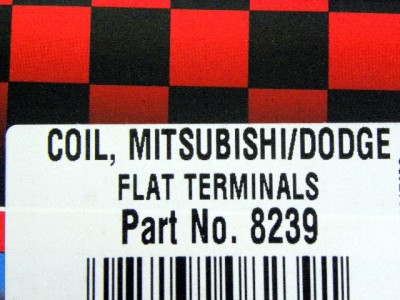 COIL, MITSUBISHI/DODGE
FLAT TERMINALS
Part No. 8239